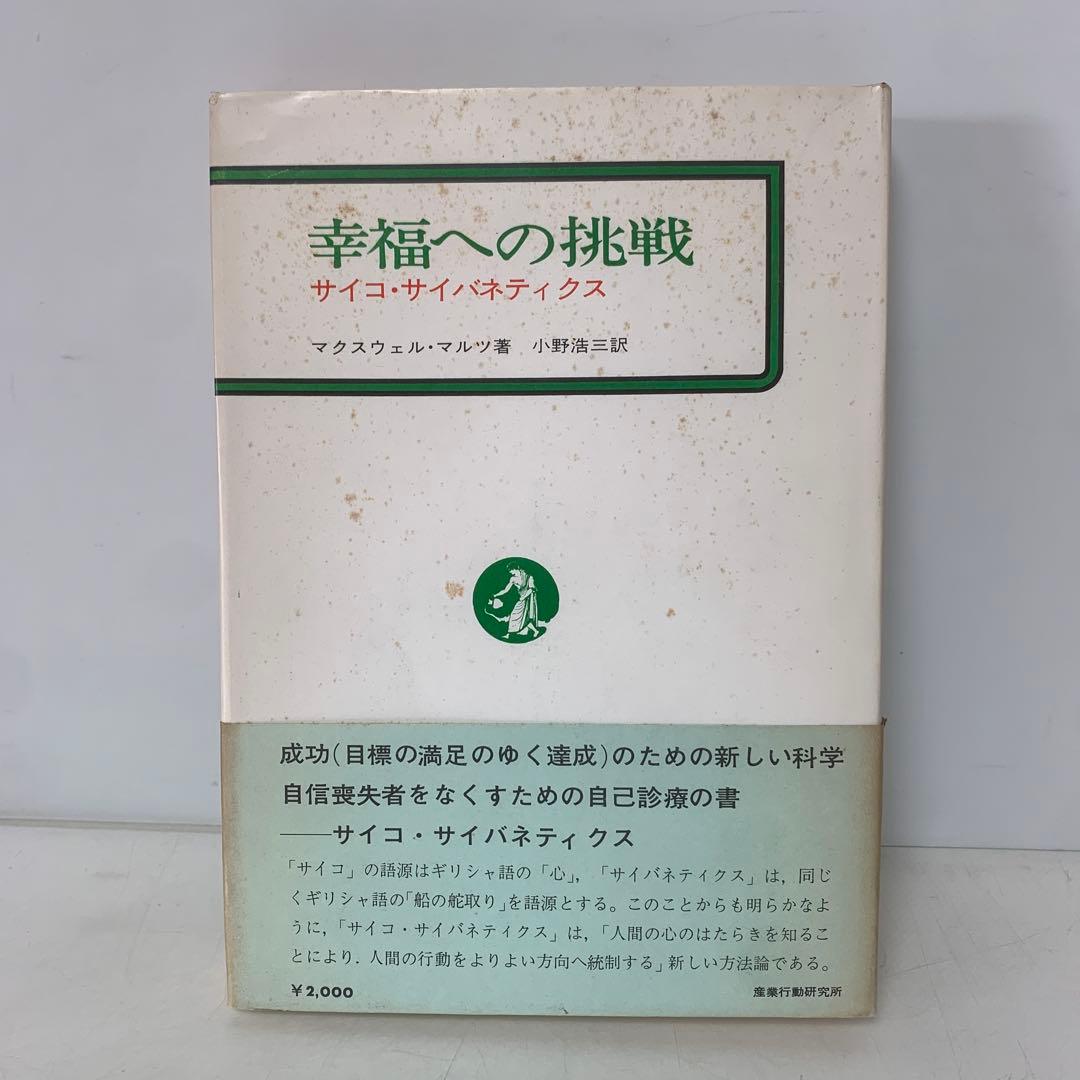 幸福への挑戦
サイコ・サイバネティクス
マクスウェル・マルツ著 小野浩三訳
成功(目標の満足のゆく達成)のための新しい科学
自信喪失者をなくすための自己診療の書
――サイコ・サイバネティクス
「サイコ」の語源はギリシャ語の「心」,「サイバネティクス」は,同じ
くギリシャ語の「船の舵取り」を語源とする。このことからも明らかなよ
うに,「サイコ・サイバネティクス」は,「人間の心のはたらきを知るこ
とにより.人間の行動をよりよい方向へ統制する」新しい方法論である。
¥2,000
産業行動研究所